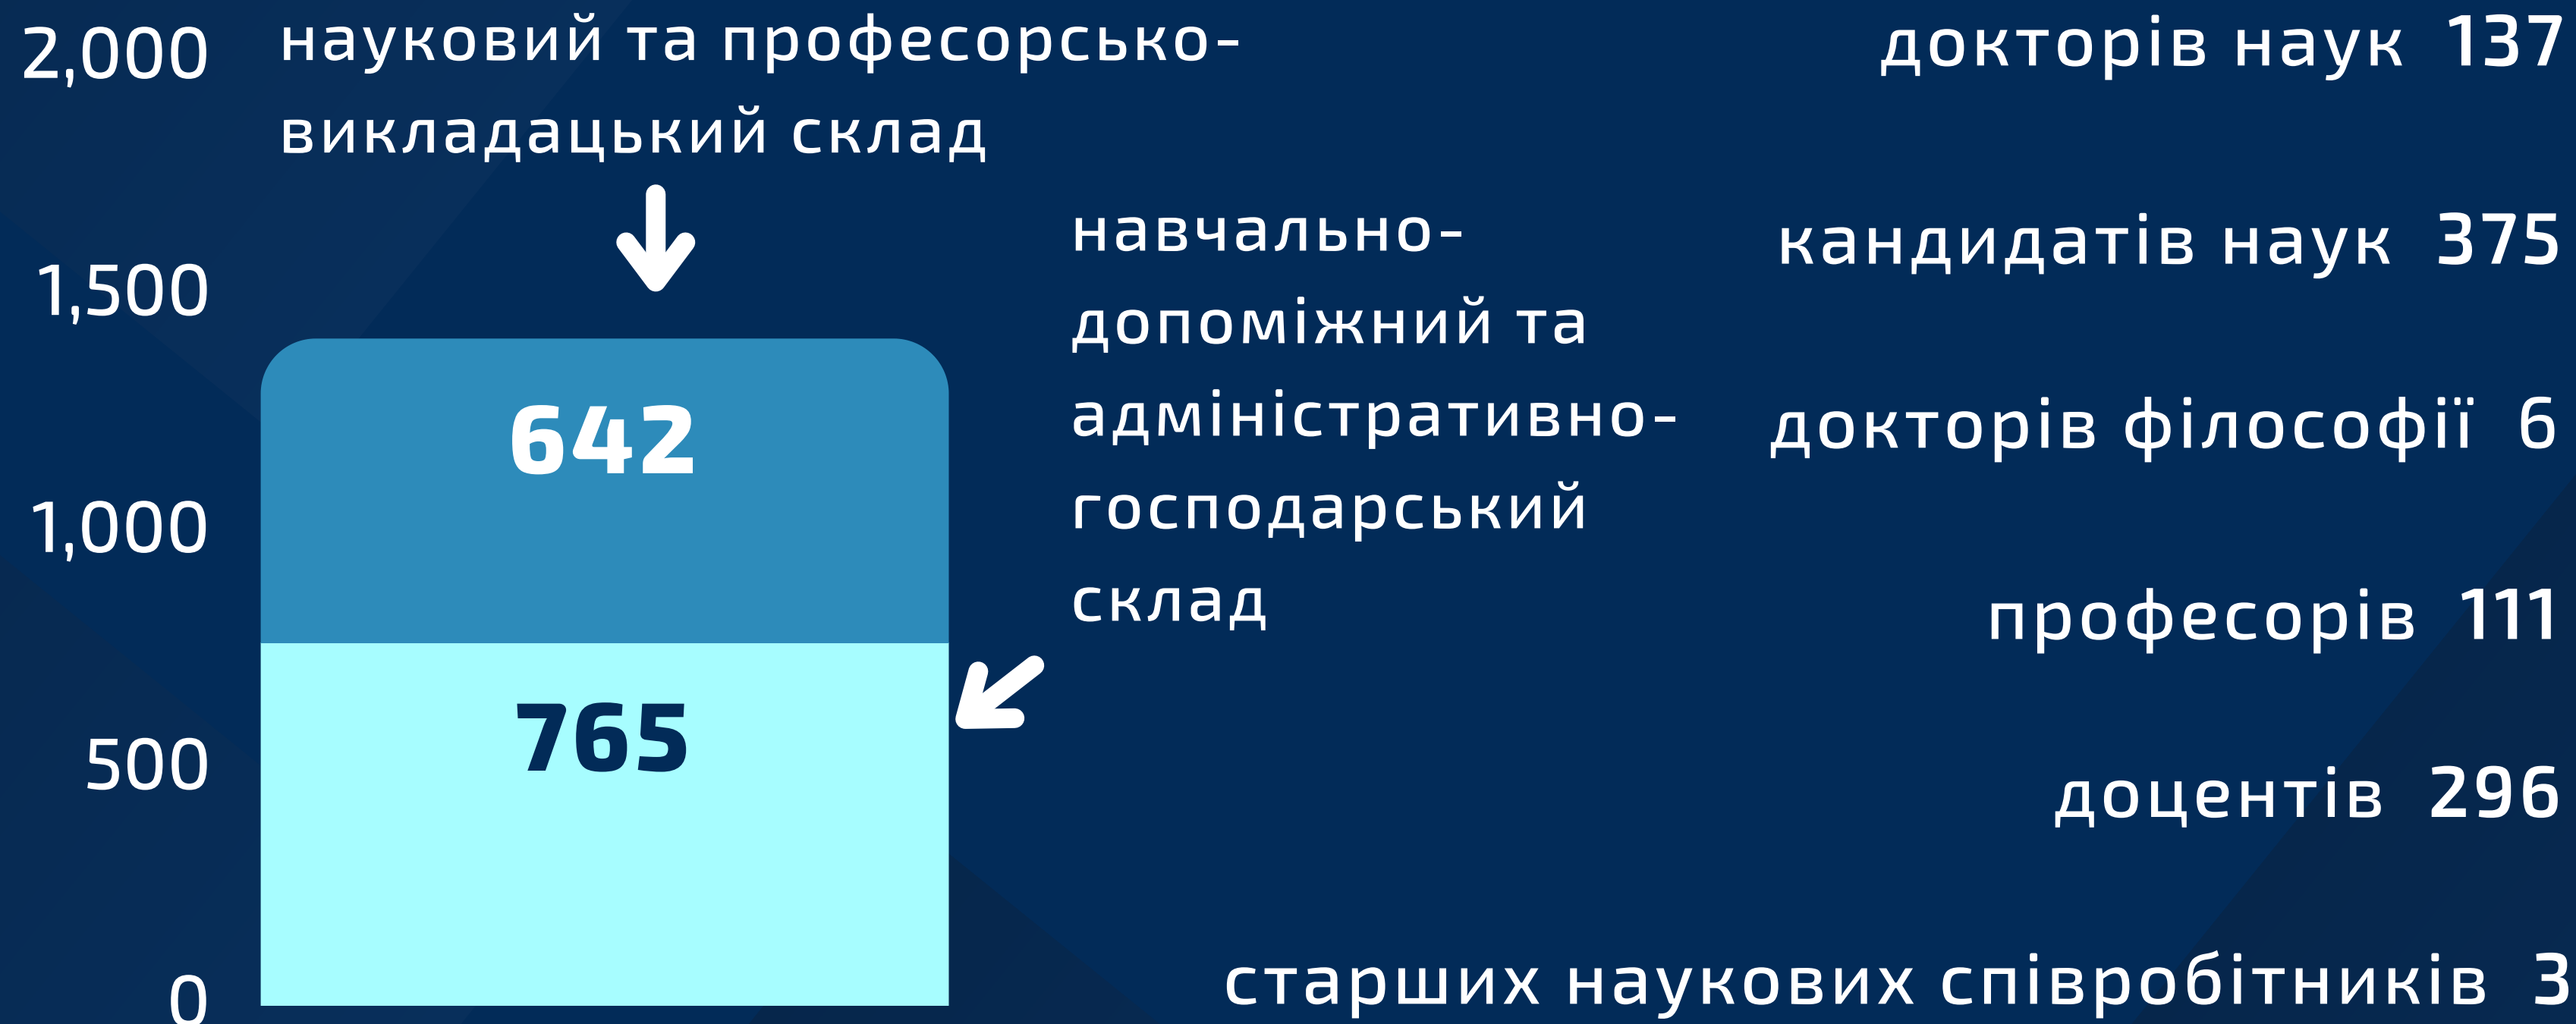 2,000
1,500
1,000
500
0
науковий та професорсько-
викладацький склад
642
765
навчально-
допоміжний та
адміністративно-
господарський
склад
докторів наук 137
кандидатів наук 375
докторів філософії 6
професорів 111
доцентів 296
старших наукових співробітників 3